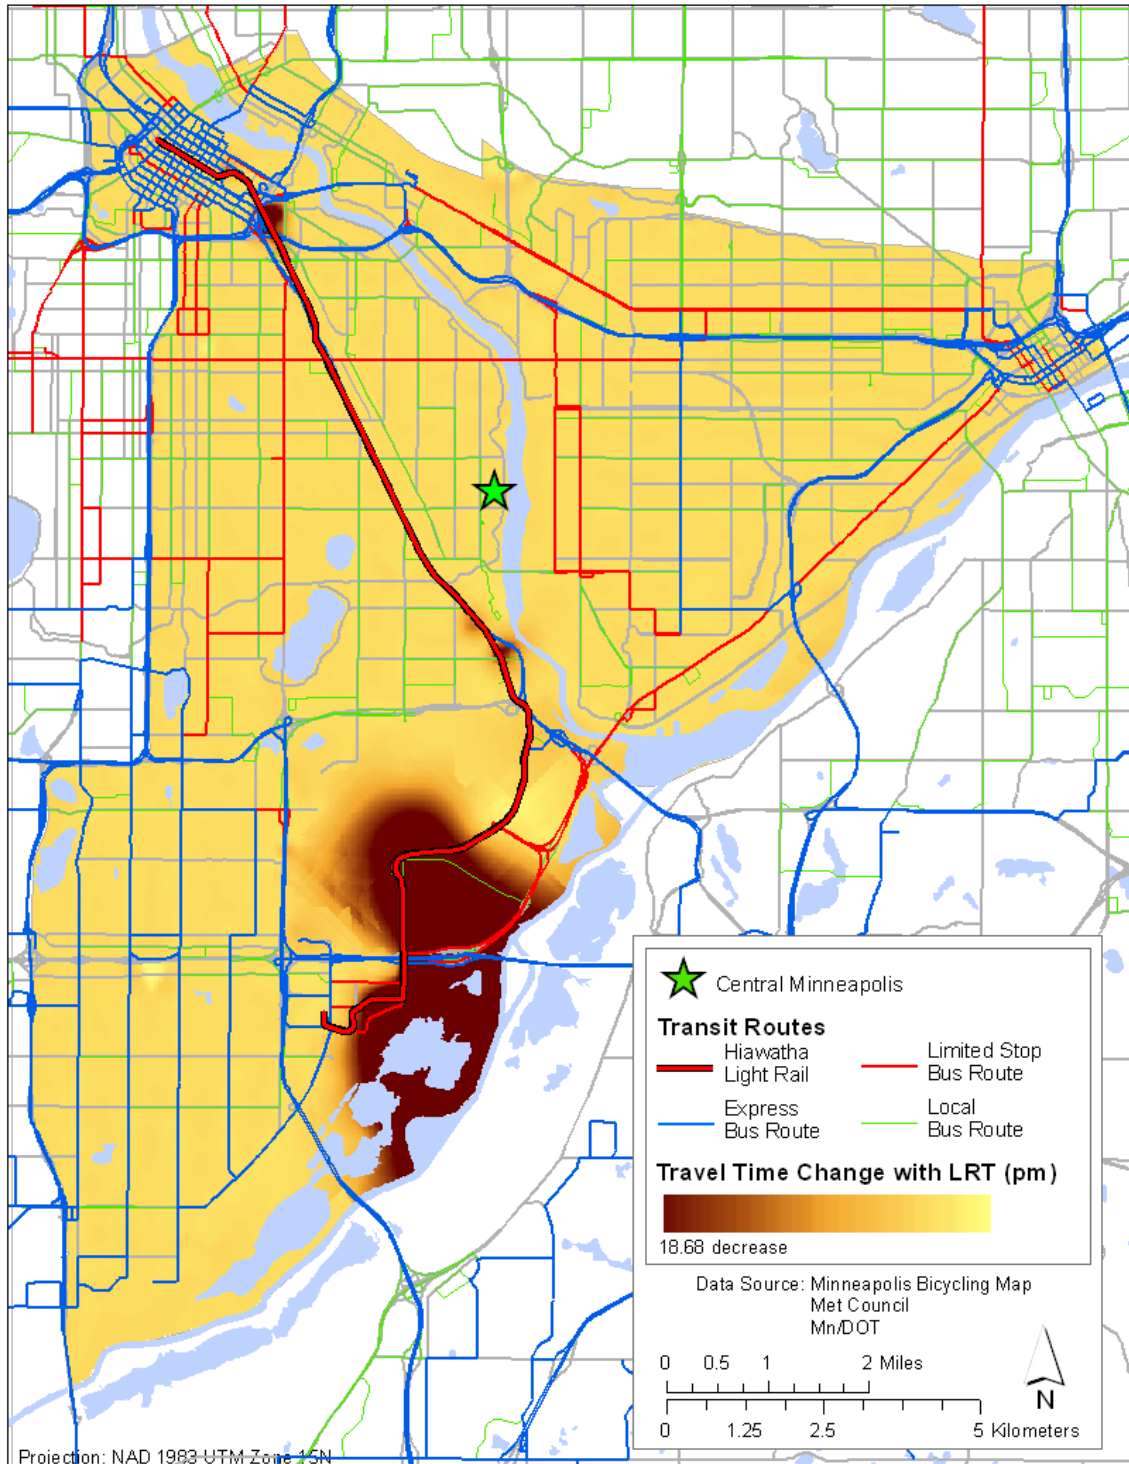 Central Minneapolis
Transit Routes
Hiawatha
Light Rail
Limited Stop
Bus Route
Express
Bus Route
Local
Bus Route
Travel Time Change with LRT (pm)
18.68 decrease
Data Source: Minneapolis Bicycling Map
Met Council
Mn/DOT
0 0.5 1 2 Miles
0 1.25 2.5 5 Kilometers
N
Projection: NAD 1983 UTM Zone 15N